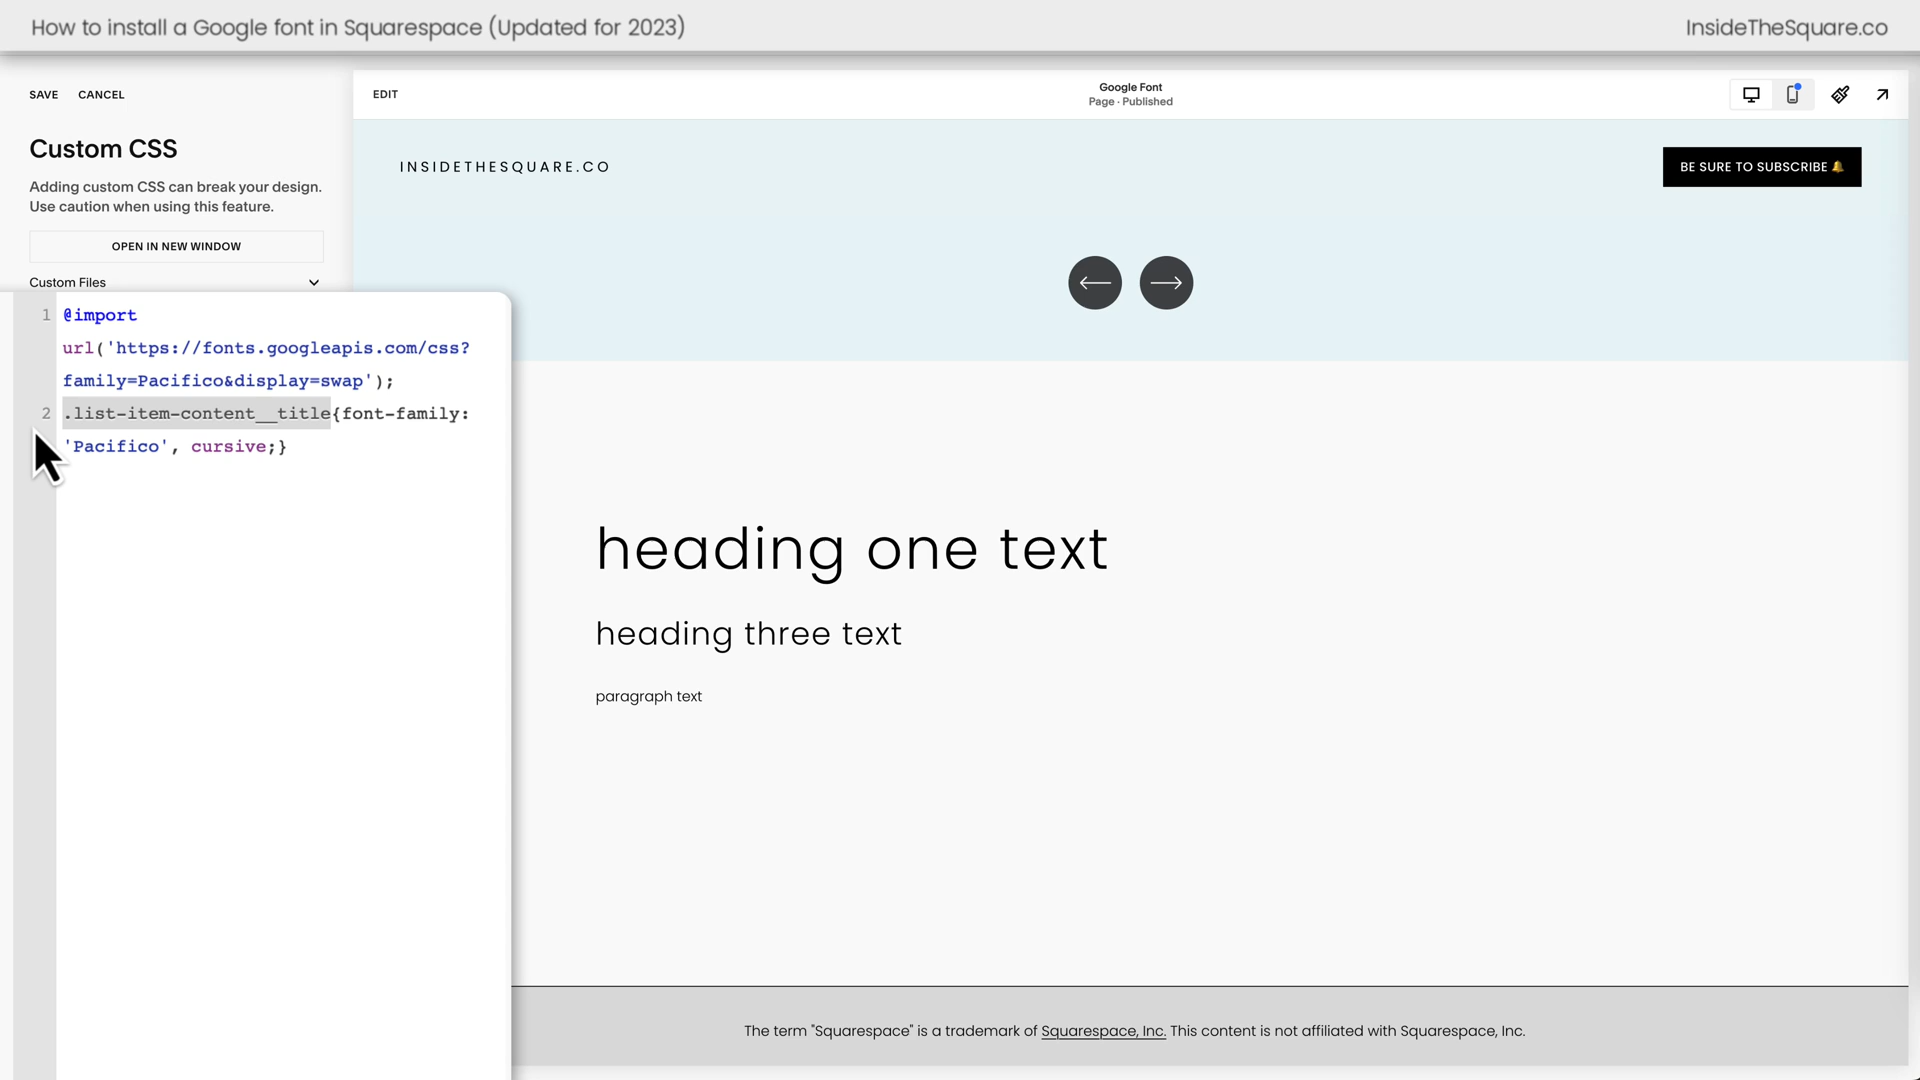 How to install a Google font in Squarespace (Updated for 2023)
InsideTheSquare.co
SAVE CANCEL
EDIT
Google Font
Page · Published
Custom CSS
Adding custom CSS can break your design.
Use caution when using this feature.
OPEN IN NEW WINDOW
Custom Files
1 @import
url('https://fonts.googleapis.com/css?
family=Pacifico&display=swap');
2 .list-item-content__title{font-family:
'Pacifico', cursive;}
INSIDETHESQUARE.CO
BE SURE TO SUBSCRIBE 🔔
heading one text
heading three text
paragraph text
The term "Squarespace" is a trademark of Squarespace, Inc. This content is not affiliated with Squarespace, Inc.